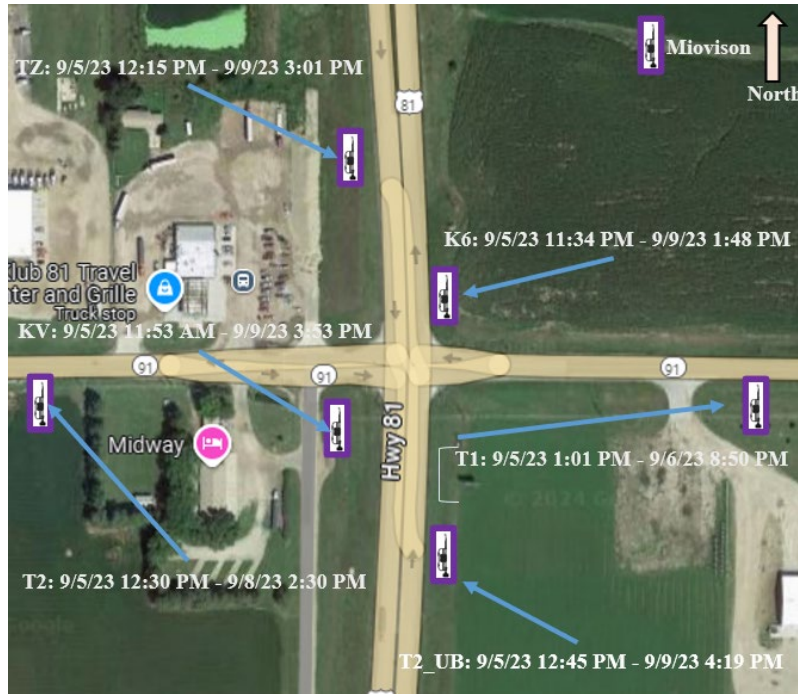 Miovison
North
TZ: 9/5/23 12:15 PM - 9/9/23 3:01 PM
81
K6: 9/5/23 11:34 PM - 9/9/23 1:48 PM
Klub 81 Travel
ter and Grille
Truck stop
KV: 9/5/23 11:53 AM - 9/9/23 3:53 PM
91
91
91
Hwy 81
Midway
T1: 9/5/23 1:01 PM - 9/6/23 8:50 PM
© 2024
T2: 9/5/23 12:30 PM - 9/8/23 2:30 PM
Google
T2_UB: 9/5/23 12:45 PM - 9/9/23 4:19 PM